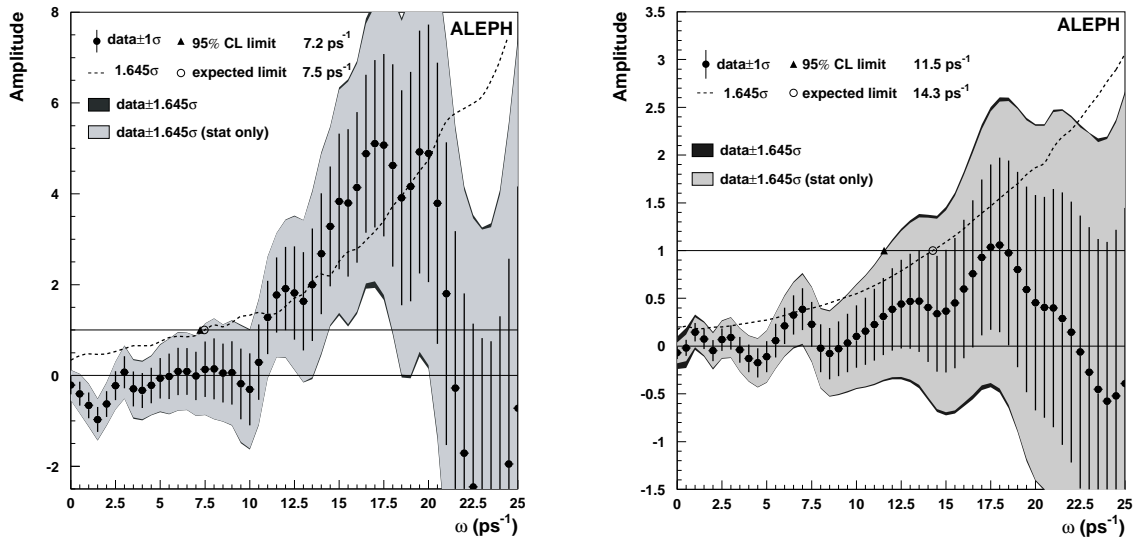 ALEPH
Amplitude
data±1σ
95% CL limit 7.2 ps-1
1.645σ
expected limit 7.5 ps-1
data±1.645σ
data±1.645σ (stat only)
8
6
4
2
0
-2
0 2.5 5 7.5 10 12.5 15 17.5 20 22.5 25
ω (ps-1)
ALEPH
Amplitude
data±1σ
95% CL limit 11.5 ps-1
1.645σ
expected limit 14.3 ps-1
data±1.645σ
data±1.645σ (stat only)
3.5
3
2.5
2
1.5
1
0.5
0
-0.5
-1
-1.5
0 2.5 5 7.5 10 12.5 15 17.5 20 22.5 25
ω (ps-1)